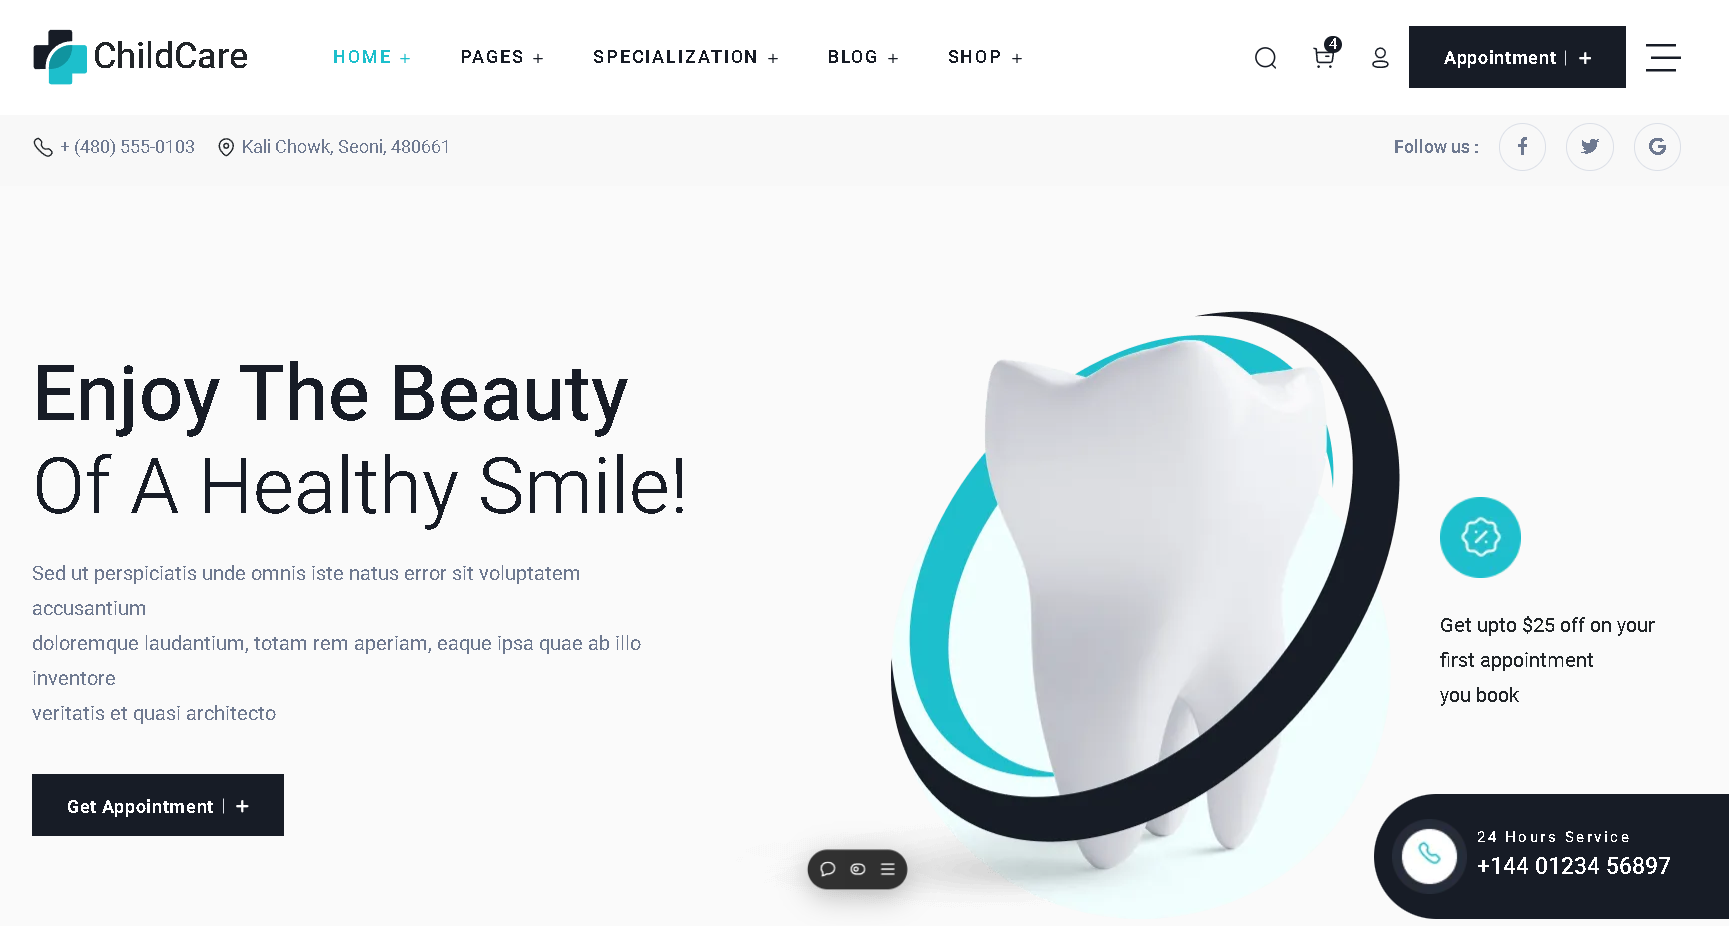 ChildCare
HOME +
PAGES +
SPECIALIZATION +
BLOG +
SHOP +
4
Appointment | +
+ (480) 555-0103
Kali Chowk, Seoni, 480661
Follow us :
Enjoy The Beauty
Of A Healthy Smile!
Sed ut perspiciatis unde omnis iste natus error sit voluptatem
accusantium
doloremque laudantium, totam rem aperiam, eaque ipsa quae ab illo
inventore
veritatis et quasi architecto
Get Appointment | +
Get upto $25 off on your
first appointment
you book
24 Hours Service
+144 01234 56897